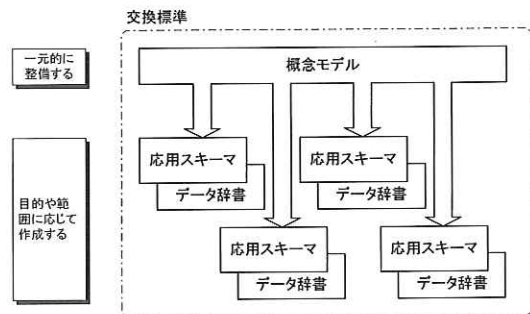 交換標準
一元的に
整備する
概念モデル
目的や範
囲に応じて
作成する
応用スキーマ
データ辞書
応用スキーマ
データ辞書
応用スキーマ
データ辞書
応用スキーマ
データ辞書